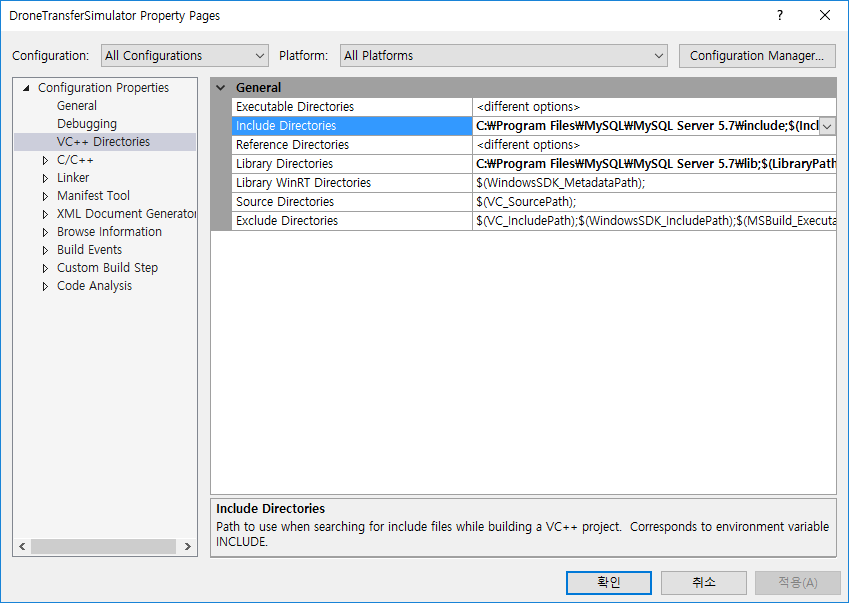 DroneTransferSimulator Property Pages
Configuration: All Configurations Platform: All Platforms Configuration Manager...
Configuration Properties
General
Debugging
VC++ Directories
C/C++
Linker
Manifest Tool
XML Document Generator
Browse Information
Build Events
Custom Build Step
Code Analysis
General
Executable Directories <different options>
Include Directories C:₩Program Files₩MySQL₩MySQL Server 5.7₩include;$(Incl
Reference Directories <different options>
Library Directories C:₩Program Files₩MySQL₩MySQL Server 5.7₩lib;$(LibraryPath
Library WinRT Directories $(WindowsSDK_MetadataPath);
Source Directories $(VC_SourcePath);
Exclude Directories $(VC_IncludePath);$(WindowsSDK_IncludePath);$(MSBuild_Executa
Include Directories
Path to use when searching for include files while building a VC++ project. Corresponds to environment variable
INCLUDE.
확인 취소 적용(A)